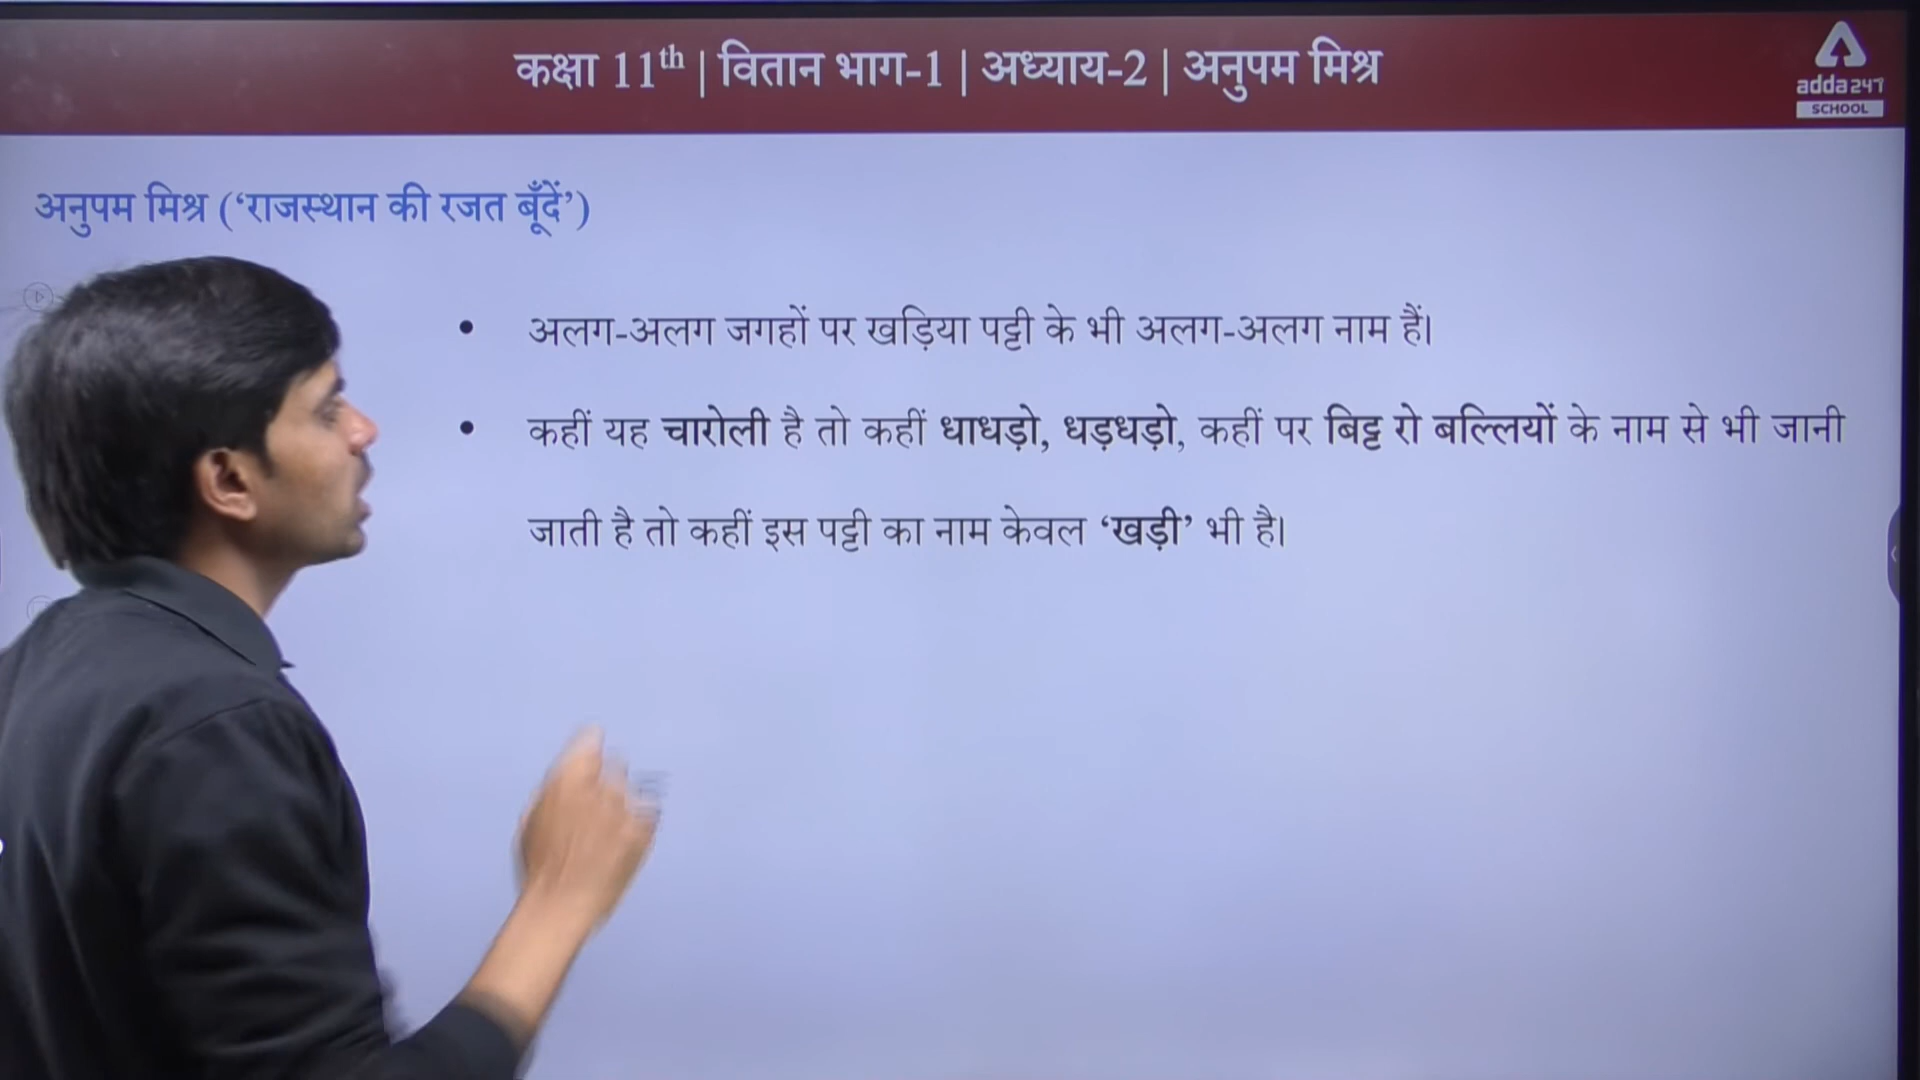 कक्षा 11th | वितान भाग-1 | अध्याय-2 | अनुपम मिश्र
adda247
SCHOOL
अनुपम मिश्र (‘राजस्थान की रजत बूँदें’)
• अलग-अलग जगहों पर खड़िया पट्टी के भी अलग-अलग नाम हैं।
• कहीं यह चारोली है तो कहीं धाधड़ो, धड़धड़ो, कहीं पर बिट्ट रो बल्लियों के नाम से भी जानी
जाती है तो कहीं इस पट्टी का नाम केवल ‘खड़ी’ भी है।